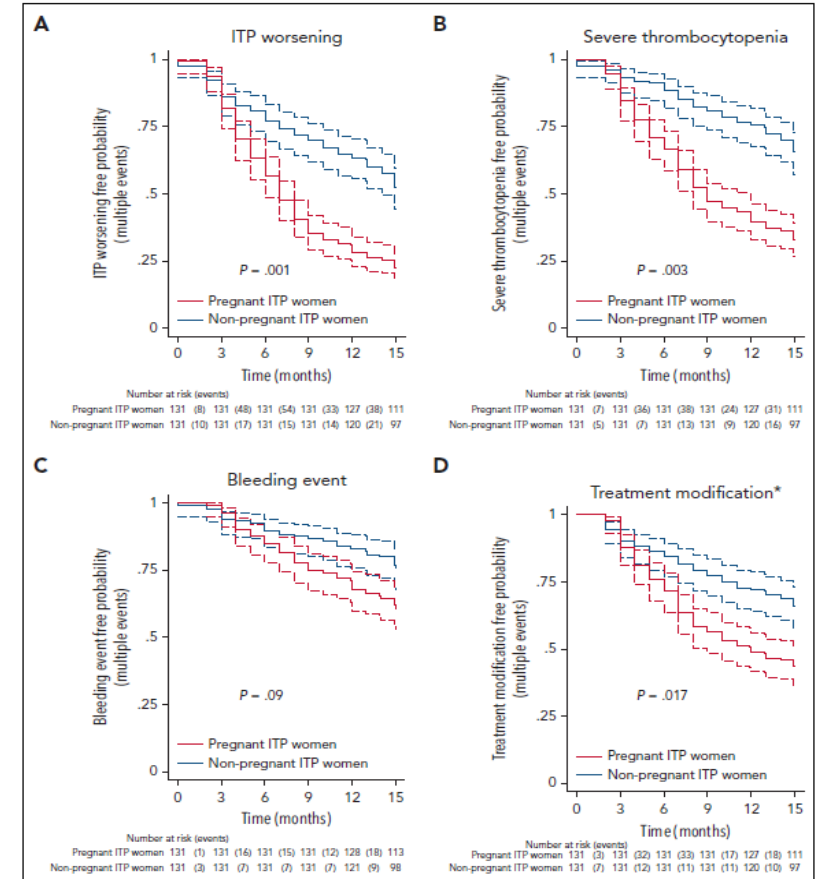 A
ITP worsening
ITP worsening free probability
(multiple events)
1
.75
.5
.25
0
P = .001
Pregnant ITP women
Non-pregnant ITP women
0 3 6 9 12 15
Time (months)
Number at risk (events)
Pregnant ITP women 131 (8) 131 (48) 131 (54) 131 (33) 127 (38) 111
Non-pregnant ITP women 131 (10) 131 (17) 131 (15) 131 (14) 120 (21) 97
B
Severe thrombocytopenia
Severe thrombocytopenia free probability
(multiple events)
1
.75
.5
.25
0
P = .003
Pregnant ITP women
Non-pregnant ITP women
0 3 6 9 12 15
Time (months)
Number at risk (events)
Pregnant ITP women 131 (7) 131 (36) 131 (38) 131 (24) 127 (31) 111
Non-pregnant ITP women 131 (5) 131 (7) 131 (13) 131 (9) 120 (16) 97
C
Bleeding event
Bleeding event free probability
(multiple events)
1
.75
.5
.25
0
P = .09
Pregnant ITP women
Non-pregnant ITP women
0 3 6 9 12 15
Time (months)
Number at risk (events)
Pregnant ITP women 131 (1) 131 (16) 131 (15) 131 (12) 128 (18) 113
Non-pregnant ITP women 131 (3) 131 (7) 131 (7) 131 (7) 121 (9) 98
D
Treatment modification*
Treatment modification free probability
(multiple events)
1
.75
.5
.25
0
P = .017
Pregnant ITP women
Non-pregnant ITP women
0 3 6 9 12 15
Time (months)
Number at risk (events)
Pregnant ITP women 131 (3) 131 (32) 131 (33) 131 (17) 127 (18) 111
Non-pregnant ITP women 131 (7) 131 (12) 131 (11) 131 (11) 120 (10) 97